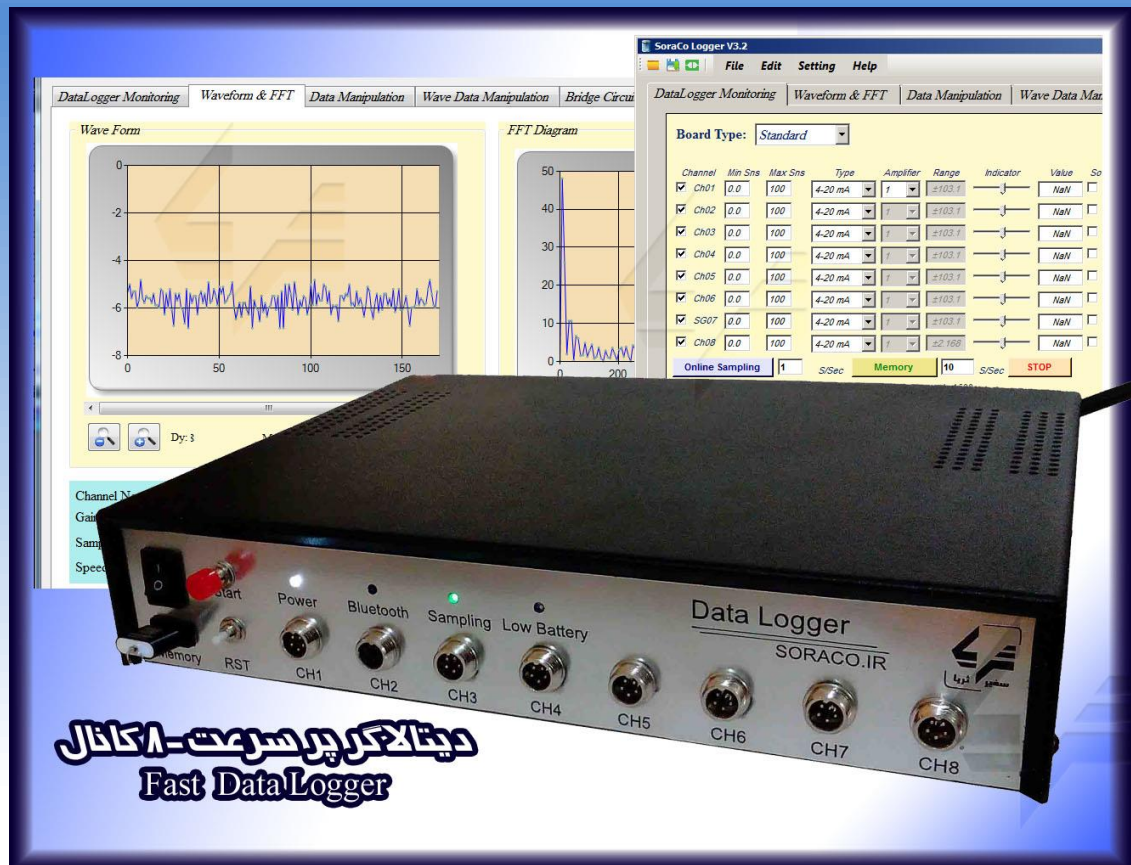 SoraCo Logger V3.2
File Edit Setting Help
DataLogger Monitoring Waveform & FFT Data Manipulation Wave Data Manipulation Bridge
DataLogger Monitoring Waveform & FFT Data Manipulation Wave Data
Wave Form
0
-2
-4
-6
-8
0 50 100 150
FFT Diagram
50
40
30
20
10
0
0 200
Board Type: Standard
Channel Min Sns Max Sns Type Amplifier Range Indicator Value
Ch01 0.0 100 4-20 mA 1 ±103.1 NaN
Ch02 0.0 100 4-20 mA 1 ±103.1 NaN
Ch03 0.0 100 4-20 mA 1 ±103.1 NaN
Ch04 0.0 100 4-20 mA 1 ±103.1 NaN
Ch05 0.0 100 4-20 mA 1 ±103.1 NaN
Ch06 0.0 100 4-20 mA 1 ±103.1 NaN
SG07 0.0 100 4-20 mA 1 ±103.1 NaN
Ch08 0.0 100 4-20 mA 1 ±2.168 NaN
Online Sampling 1 S/Sec Memory 10 S/Sec STOP
Dy:
Channel
Speed
Start Power Bluetooth Sampling Low Battery
Data Logger
SORACO.IR
سفیر ثریا
Memory RST CH1 CH2 CH3 CH4 CH5 CH6 CH7 CH8
دیتالاگر پر سرعت-۸ کانال
Fast Data Logger